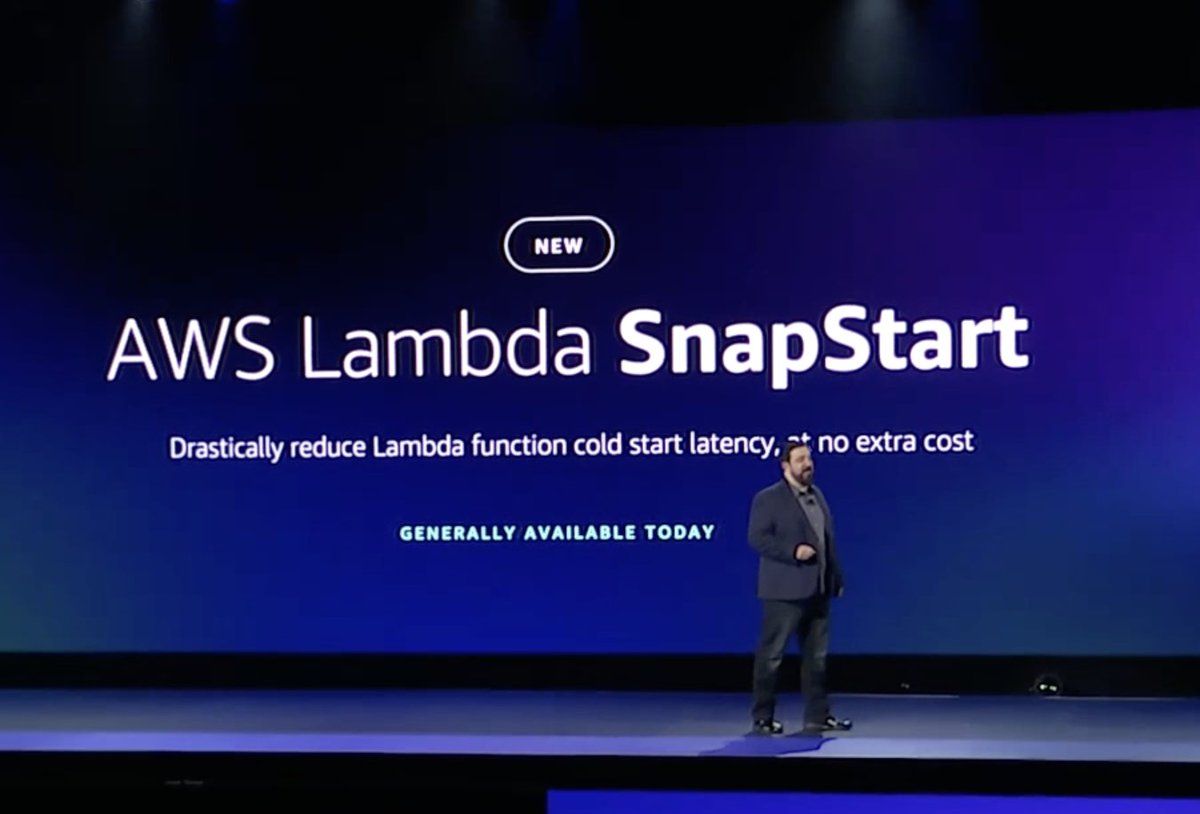 NEW
AWS Lambda SnapStart
Drastically reduce Lambda function cold start latency, at no extra cost
GENERALLY AVAILABLE TODAY